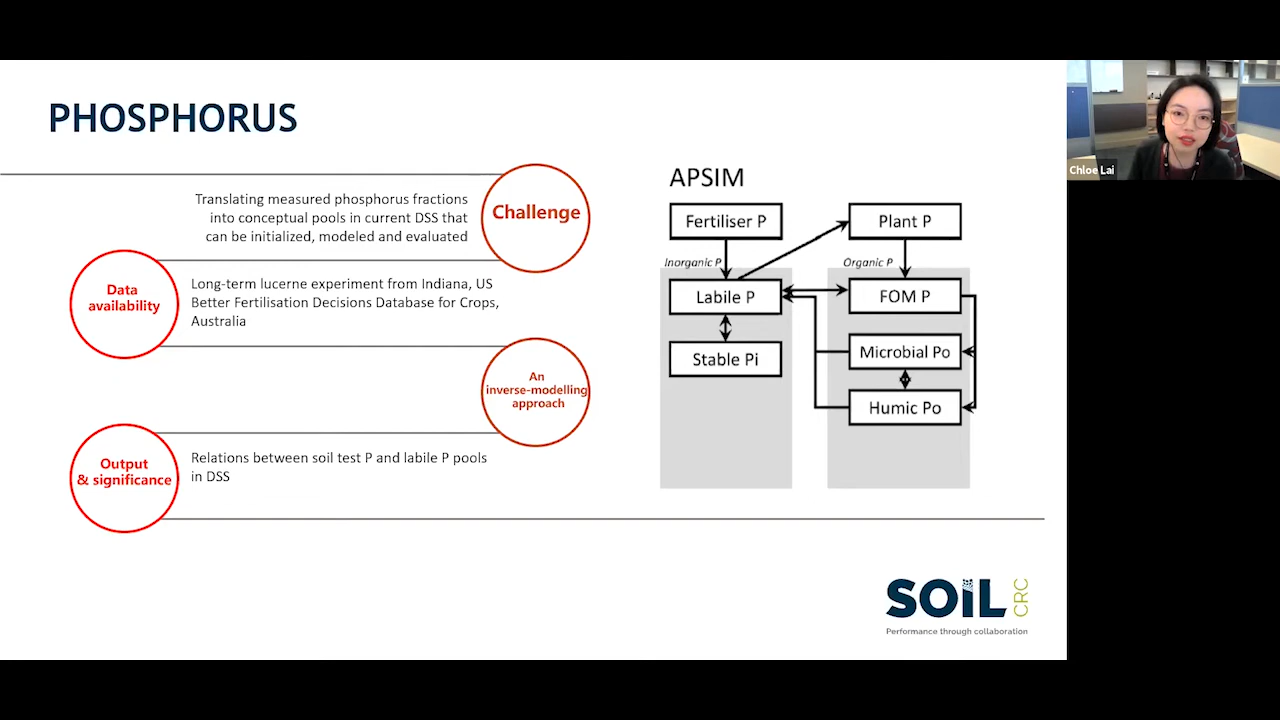 PHOSPHORUS
Translating measured phosphorus fractions
into conceptual pools in current DSS that
can be initialized, modeled and evaluated
Challenge
Data
availability
Long-term lucerne experiment from Indiana, US
Better Fertilisation Decisions Database for Crops,
Australia
An
inverse-modelling
approach
Output
& significance
Relations between soil test P and labile P pools
in DSS
APSIM
Fertiliser P
Plant P
Inorganic P
Organic P
Labile P
FOM P
Stable Pi
Microbial Po
Humic Po
SOIL
CRC
Performance through collaboration
Chloe Lai